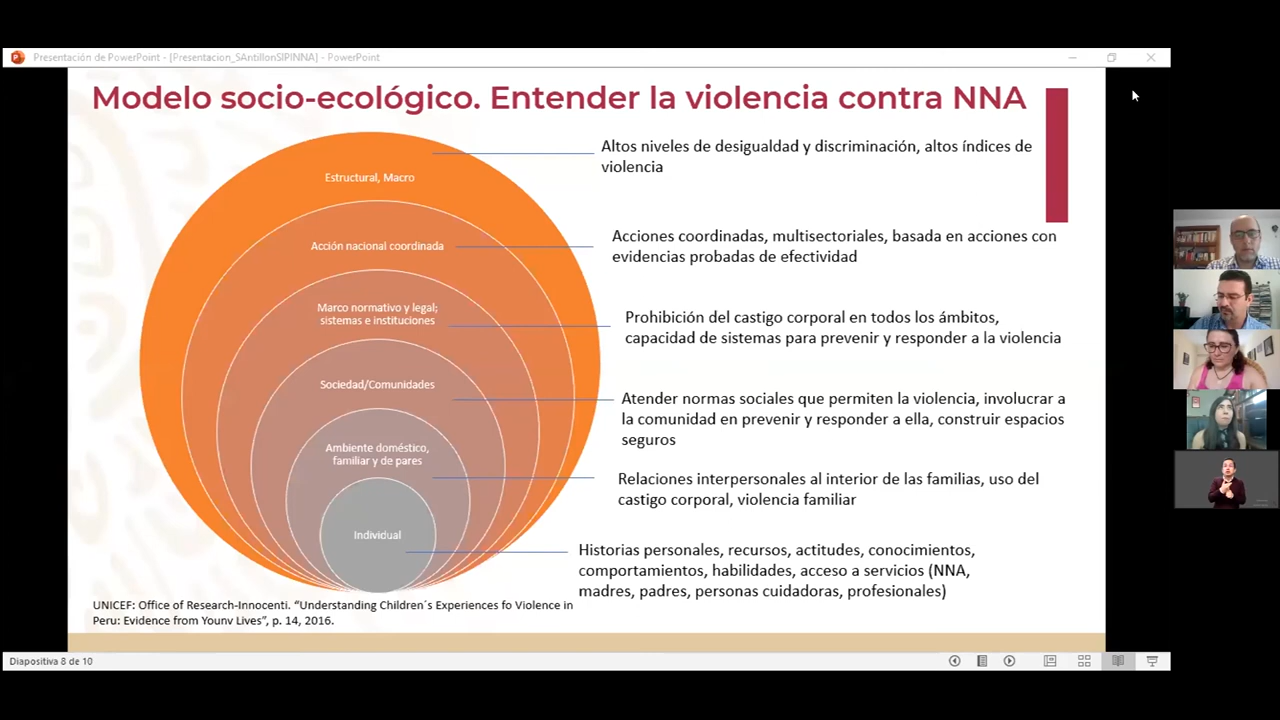 Presentación de PowerPoint - [Presentacion_SAntillonSIPINNA] - PowerPoint
Modelo socio-ecológico. Entender la violencia contra NNA
Estructural, Macro
Altos niveles de desigualdad y discriminación, altos índices de
violencia
Acción nacional coordinada
Acciones coordinadas, multisectoriales, basada en acciones con
evidencias probadas de efectividad
Marco normativo y legal;
sistemas e instituciones
Prohibición del castigo corporal en todos los ámbitos,
capacidad de sistemas para prevenir y responder a la violencia
Sociedad/Comunidades
Atender normas sociales que permiten la violencia, involucrar a
la comunidad en prevenir y responder a ella, construir espacios
seguros
Ambiente doméstico,
familiar y de pares
Relaciones interpersonales al interior de las familias, uso del
castigo corporal, violencia familiar
Individual
Historias personales, recursos, actitudes, conocimientos,
comportamientos, habilidades, acceso a servicios (NNA,
madres, padres, personas cuidadoras, profesionales)
UNICEF: Office of Research-Innocenti. “Understanding Children´s Experiences fo Violence in
Peru: Evidence from Younv Lives”, p. 14, 2016.
Diapositiva 8 de 10